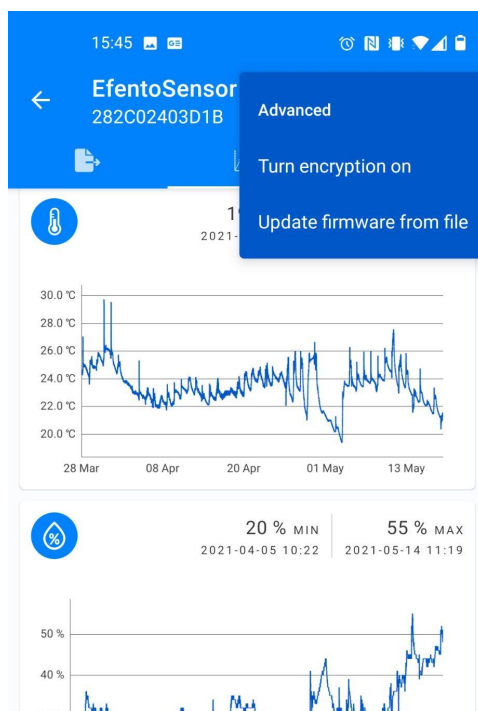 15:45
EfentoSensor
282C02403D1B
Advanced
Turn encryption on
Update firmware from file
2021-
30.0 ℃
28.0 ℃
26.0 ℃
24.0 ℃
22.0 ℃
20.0 ℃
28 Mar 08 Apr 20 Apr 01 May 13 May
20 % MIN 55 % MAX
2021-04-05 10:22 2021-05-14 11:19
50 %
40 %